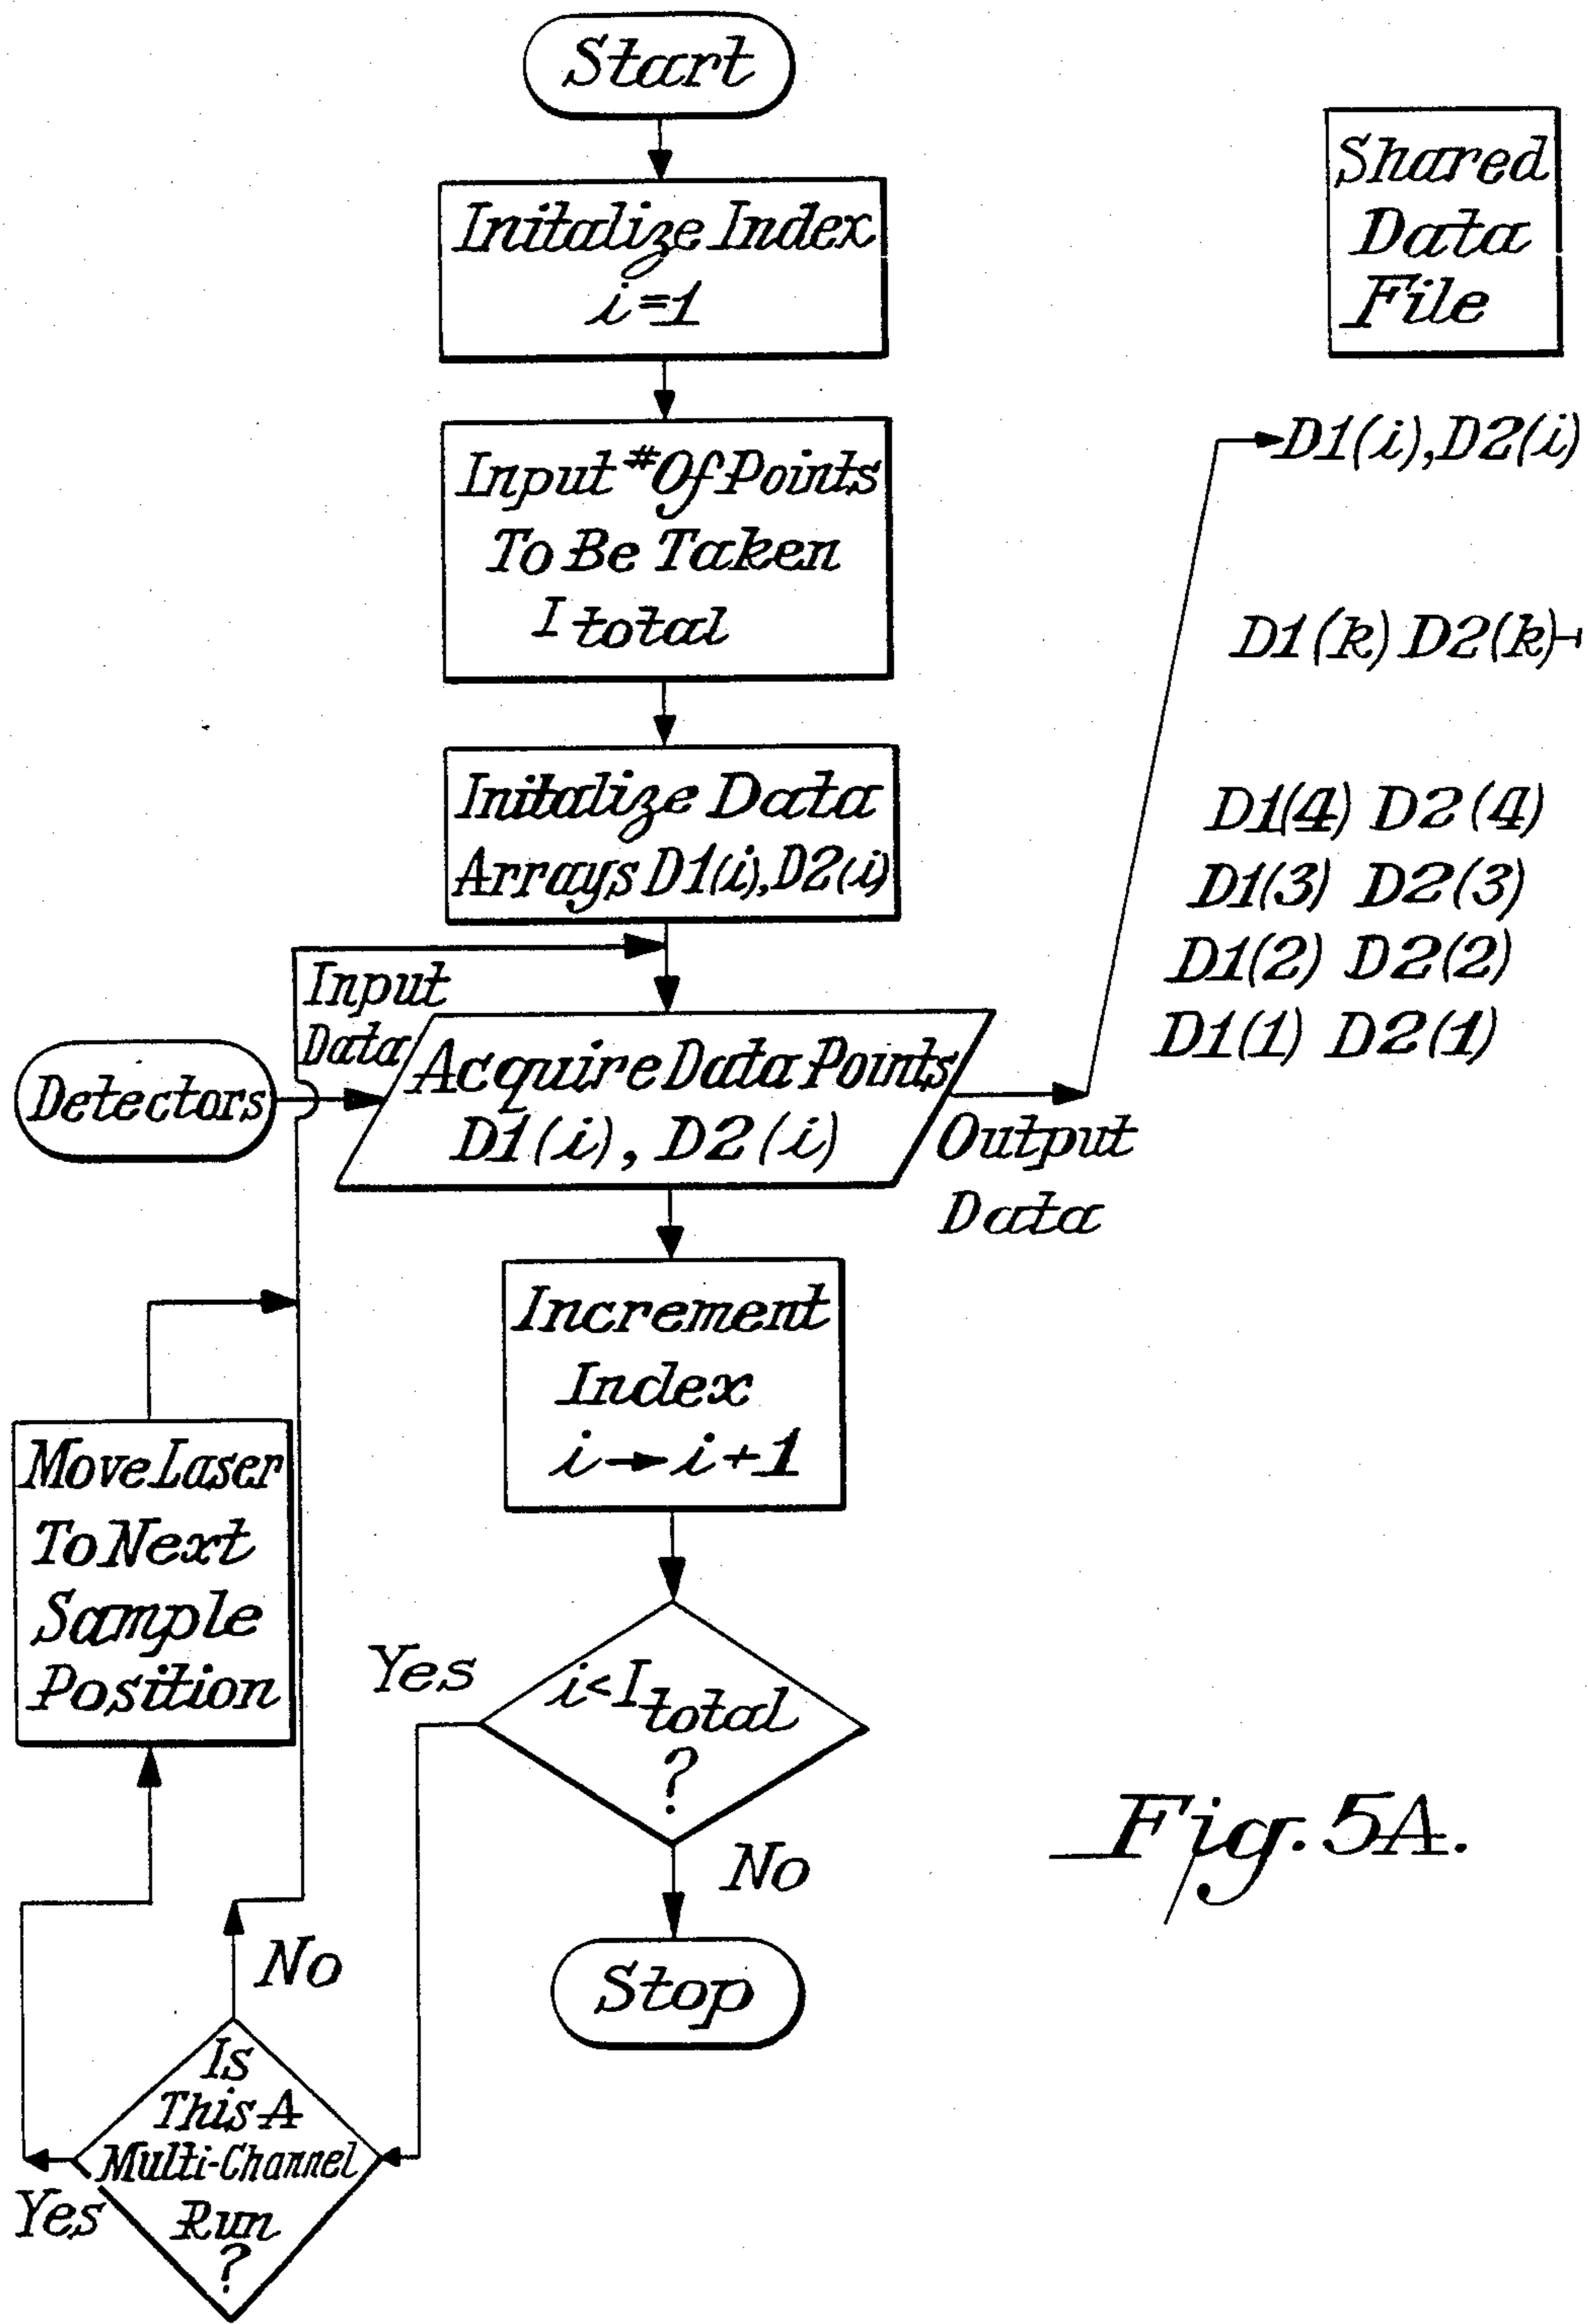 Start
Initalize Index
i=1
Input # Of Points
To Be Taken
I total
Initalize Data
Arrays D1(i), D2(i)
Input
Data
Detectors
Acquire Data Points
D1(i), D2(i)
Output
Data
Increment
Index
i → i+1
i<I total
?
Yes
No
Stop
Move Laser
To Next
Sample
Position
No
Is
This A
Multi-Channel
Run
?
Yes
Shared
Data
File
D1(i), D2(i)
D1(k) D2(k)
D1(4) D2(4)
D1(3) D2(3)
D1(2) D2(2)
D1(1) D2(1)
Fig. 5A.